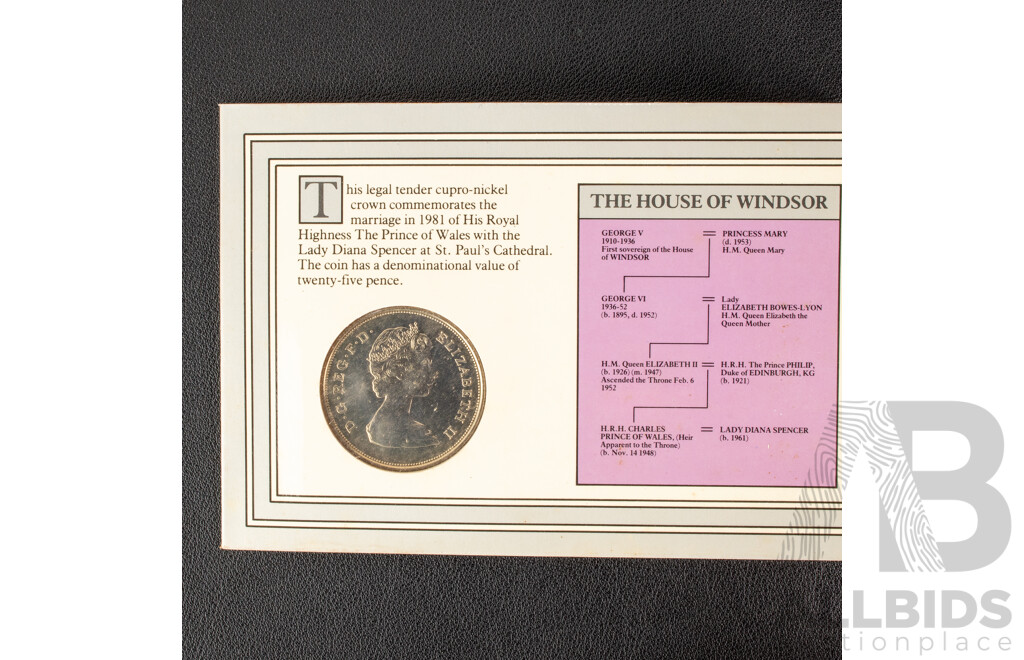 This legal tender cupro-nickel
crown commemorates the
marriage in 1981 of His Royal
Highness The Prince of Wales with the
Lady Diana Spencer at St. Paul's Cathedral.
The coin has a denominational value of
twenty-five pence.
D·G·REG·F·D· ELIZABETH II
THE HOUSE OF WINDSOR
GEORGE V = PRINCESS MARY
1910-1936 (d. 1953)
First sovereign of the House H.M. Queen Mary
of WINDSOR
GEORGE VI = Lady
1936-52 ELIZABETH BOWES-LYON
(b. 1895, d. 1952) H.M. Queen Elizabeth the
Queen Mother
H.M. Queen ELIZABETH II = H.R.H. The Prince PHILIP,
(b. 1926) (m. 1947) Duke of EDINBURGH, KG
Ascended the Throne Feb. 6 (b. 1921)
1952
H.R.H. CHARLES = LADY DIANA SPENCER
PRINCE OF WALES, (Heir (b. 1961)
Apparent to the Throne)
(b. Nov. 14 1948)
AB
ALLBIDS
auctionplace